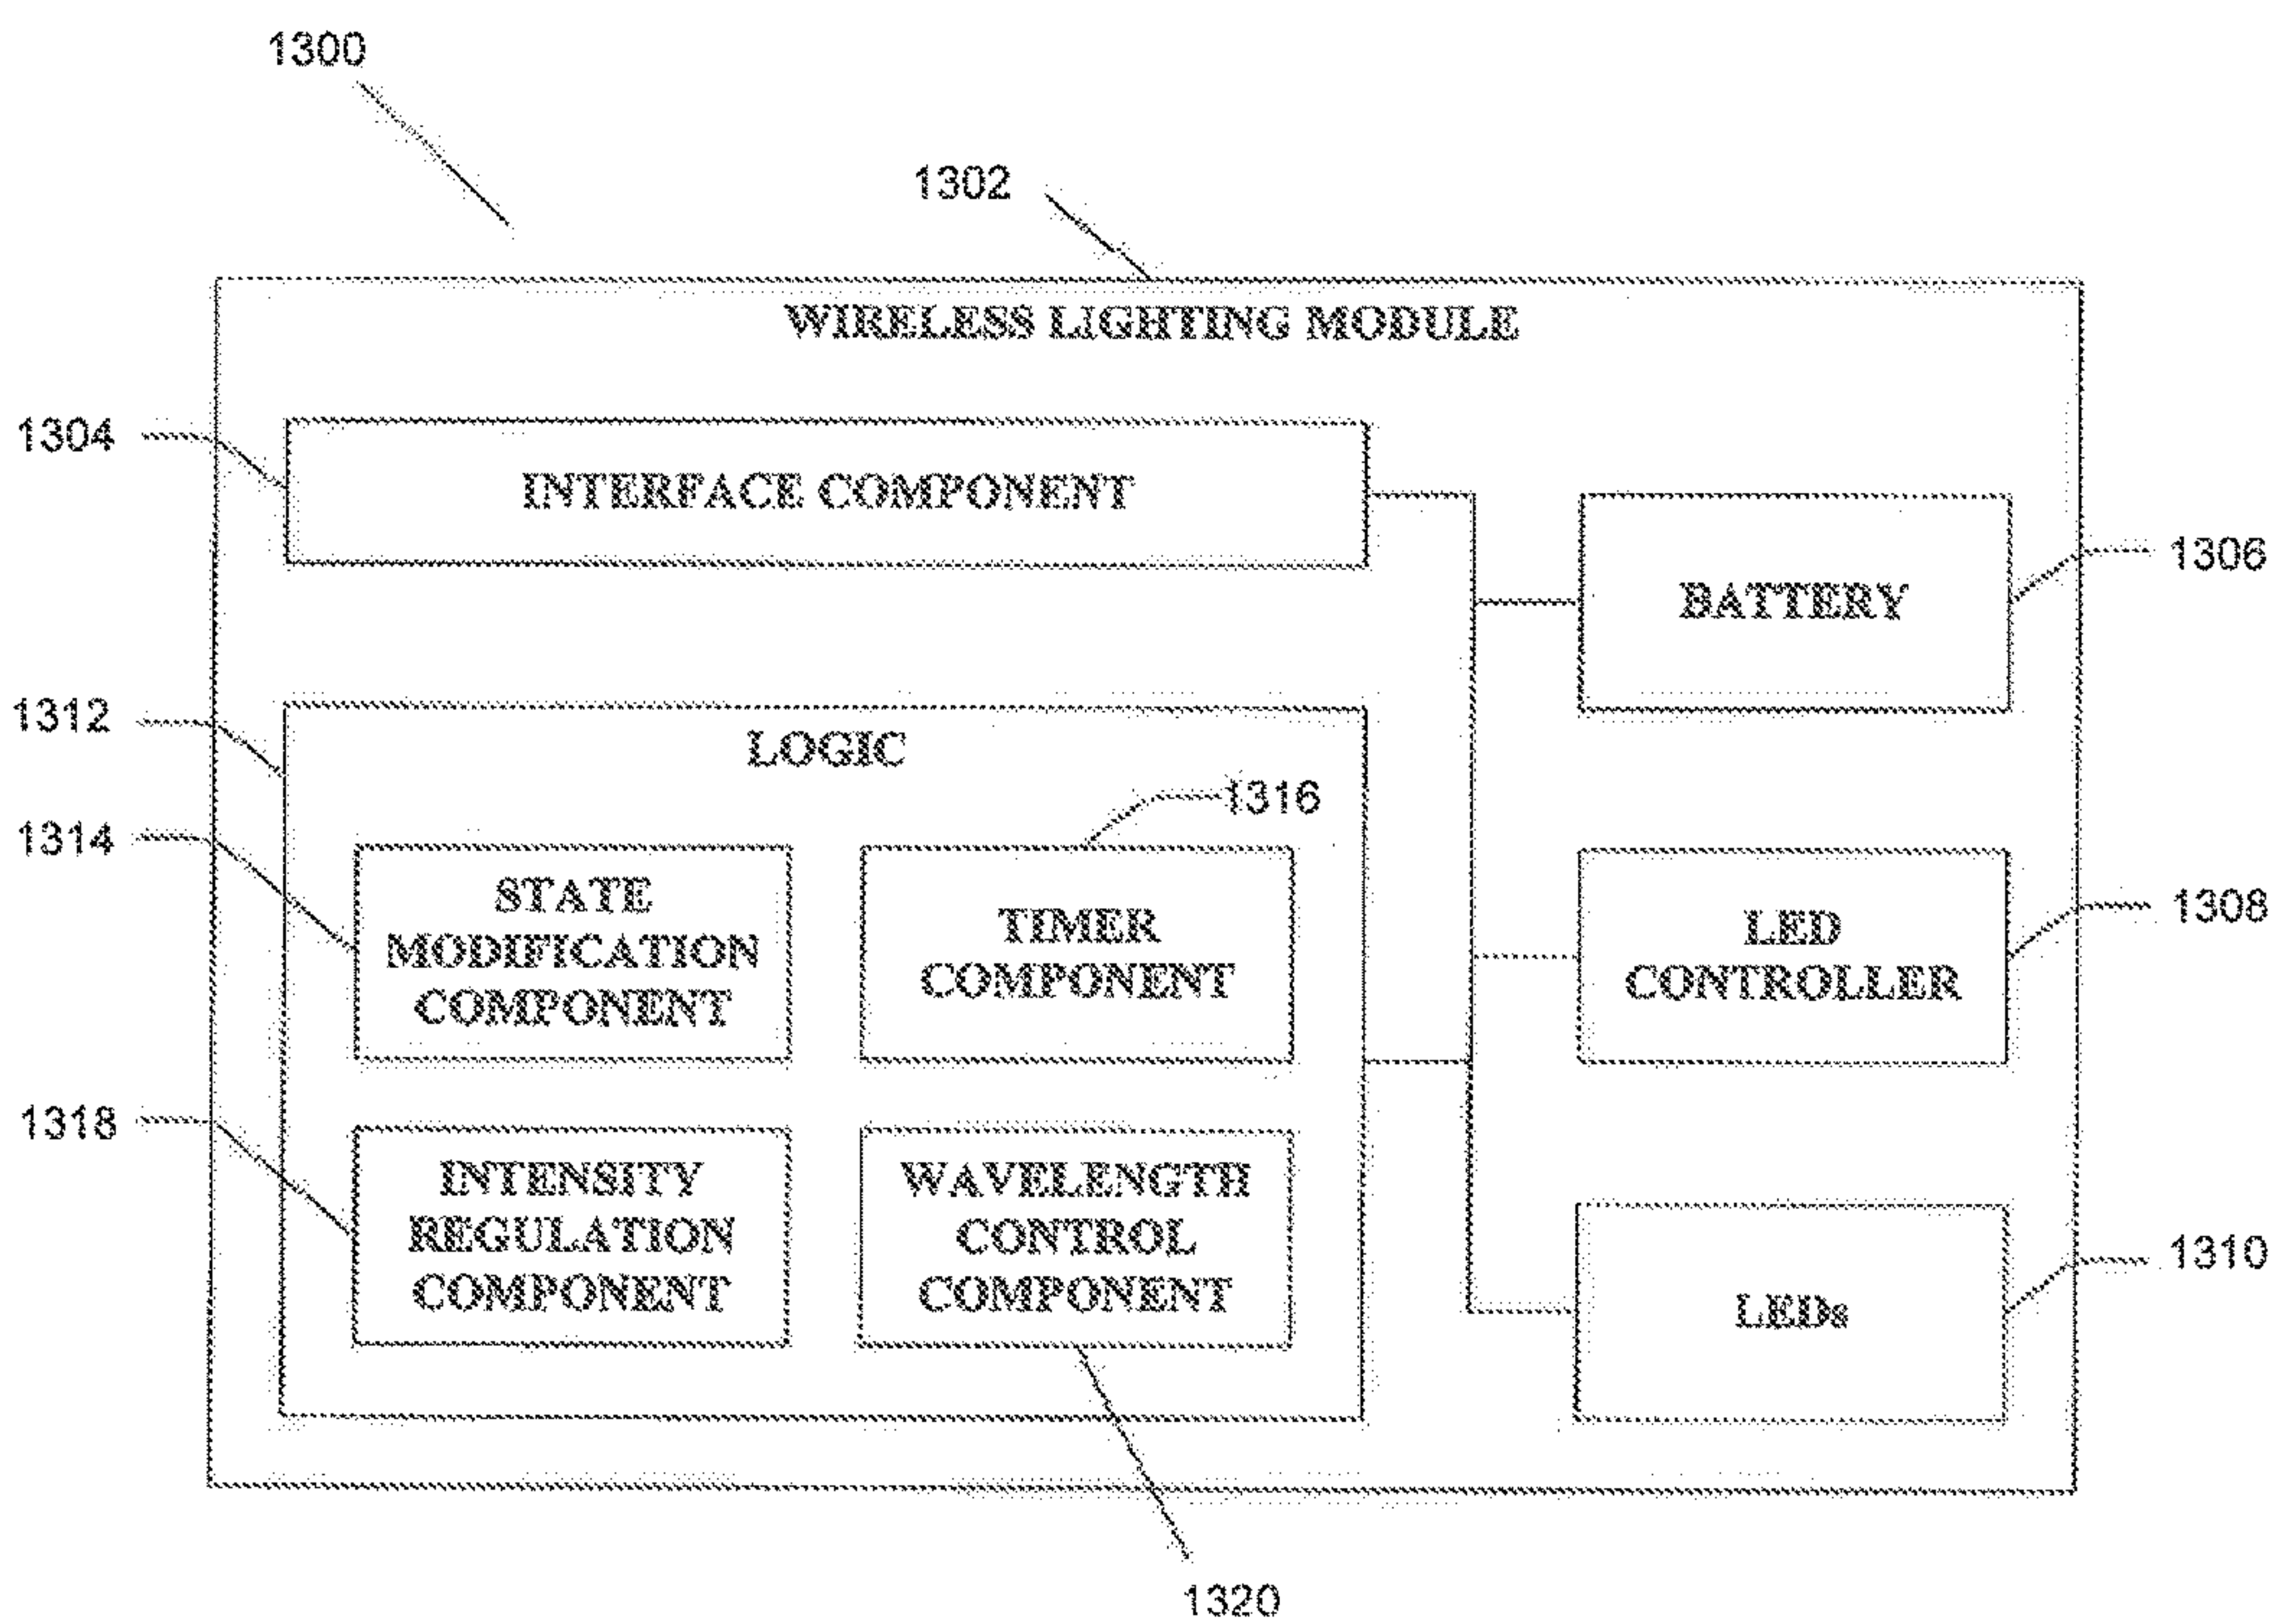 1300
1302
WIRELESS LIGHTING MODULE
1304
INTERFACE COMPONENT
BATTERY
1306
1312
LOGIC
1316
1314
STATE
MODIFICATION
COMPONENT
TIMER
COMPONENT
LED
CONTROLLER
1308
1318
INTENSITY
REGULATION
COMPONENT
WAVELENGTH
CONTROL
COMPONENT
LEDs
1310
1320